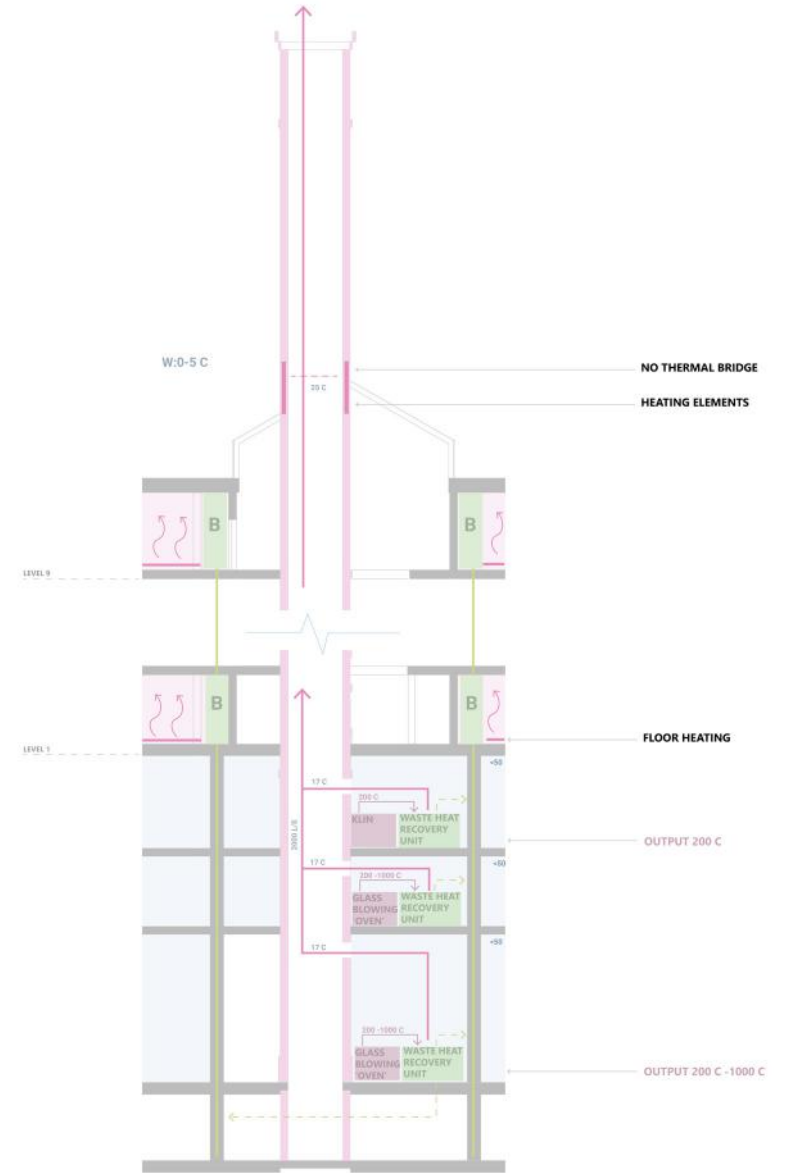 W:0-5 C
NO THERMAL BRIDGE
20 C
HEATING ELEMENTS
B
B
LEVEL 9
B
B
FLOOR HEATING
LEVEL 1
+50
17 C
200 C
KLIN
WASTE HEAT
RECOVERY
UNIT
2000 L/S
OUTPUT 200 C
17 C
+50
200 -1000 C
GLASS
BLOWING
'OVEN'
WASTE HEAT
RECOVERY
UNIT
+50
17 C
200 -1000 C
GLASS
BLOWING
'OVEN'
WASTE HEAT
RECOVERY
UNIT
OUTPUT 200 C -1000 C